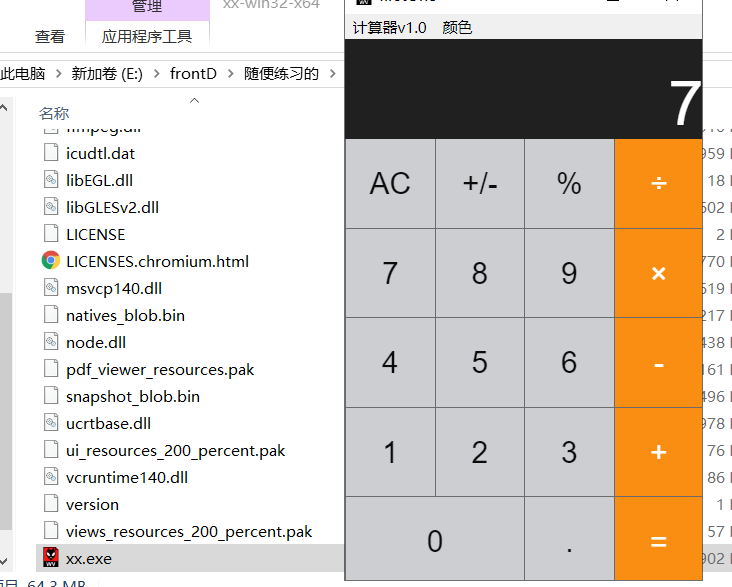 管理
xx-win32-x64
查看
应用程序工具
此电脑 > 新加卷 (E:) > frontD > 随便练习的 >
名称
icudtl.dat
libEGL.dll
libGLESv2.dll
LICENSE
LICENSES.chromium.html
msvcp140.dll
natives_blob.bin
node.dll
pdf_viewer_resources.pak
snapshot_blob.bin
ucrtbase.dll
ui_resources_200_percent.pak
vcruntime140.dll
version
views_resources_200_percent.pak
xx.exe
64.3 MB
计算器v1.0 颜色
7
AC +/- % ÷
7 8 9 ×
4 5 6 -
1 2 3 +
0 . =
959
18
502
2
770
519
217
438
161
496
978
76
86
1
57
902